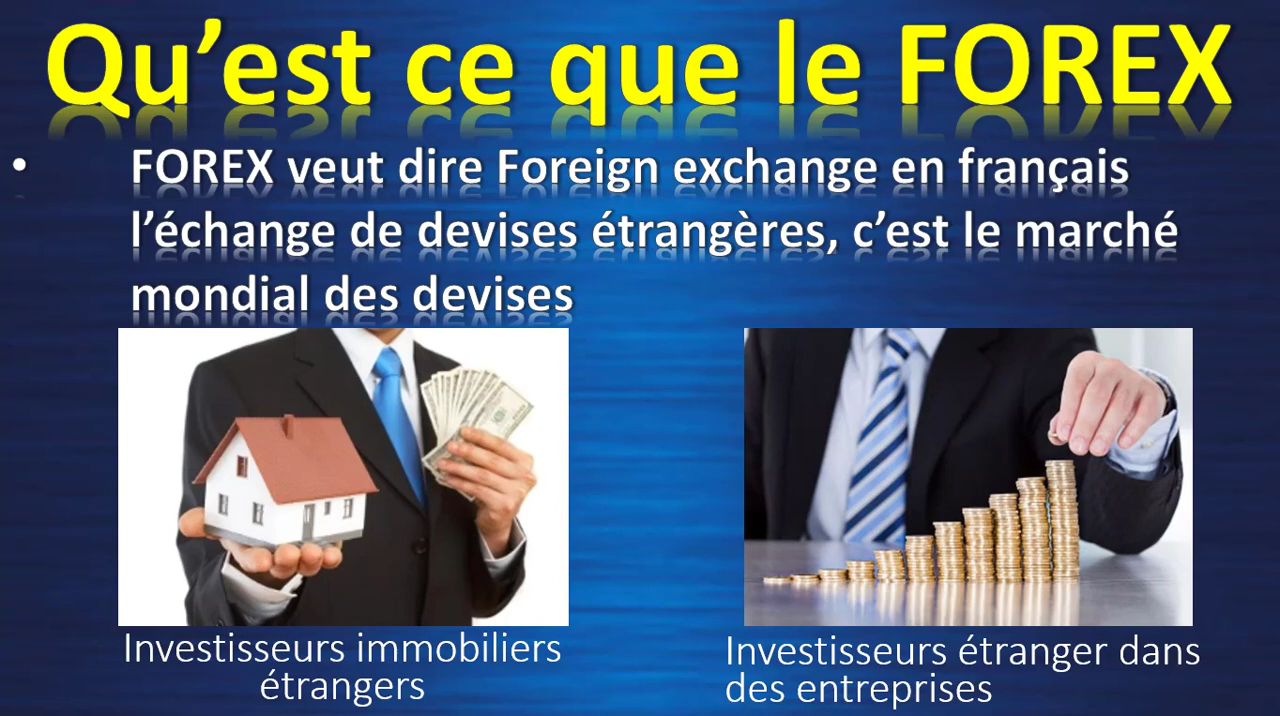 Qu’est ce que le FOREX
• FOREX veut dire Foreign exchange en français
l’échange de devises étrangères, c’est le marché
mondial des devises
Investisseurs immobiliers
étrangers
Investisseurs étranger dans
des entreprises